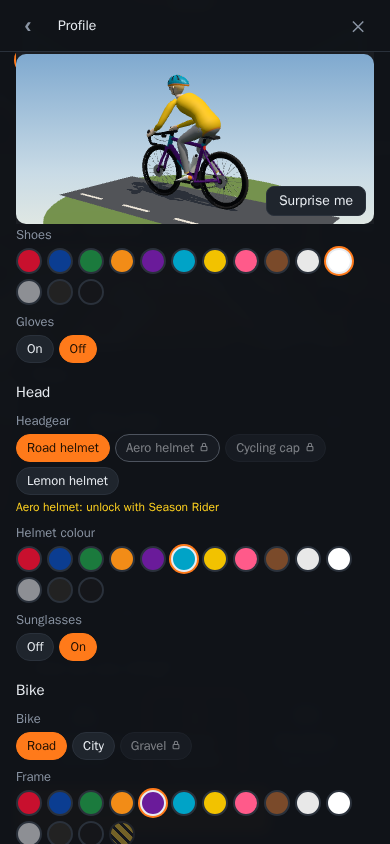 Profile
Surprise me
Shoes
Gloves
On Off
Head
Headgear
Road helmet Aero helmet Cycling cap
Lemon helmet
Aero helmet: unlock with Season Rider
Helmet colour
Sunglasses
Off On
Bike
Bike
Road City Gravel
Frame